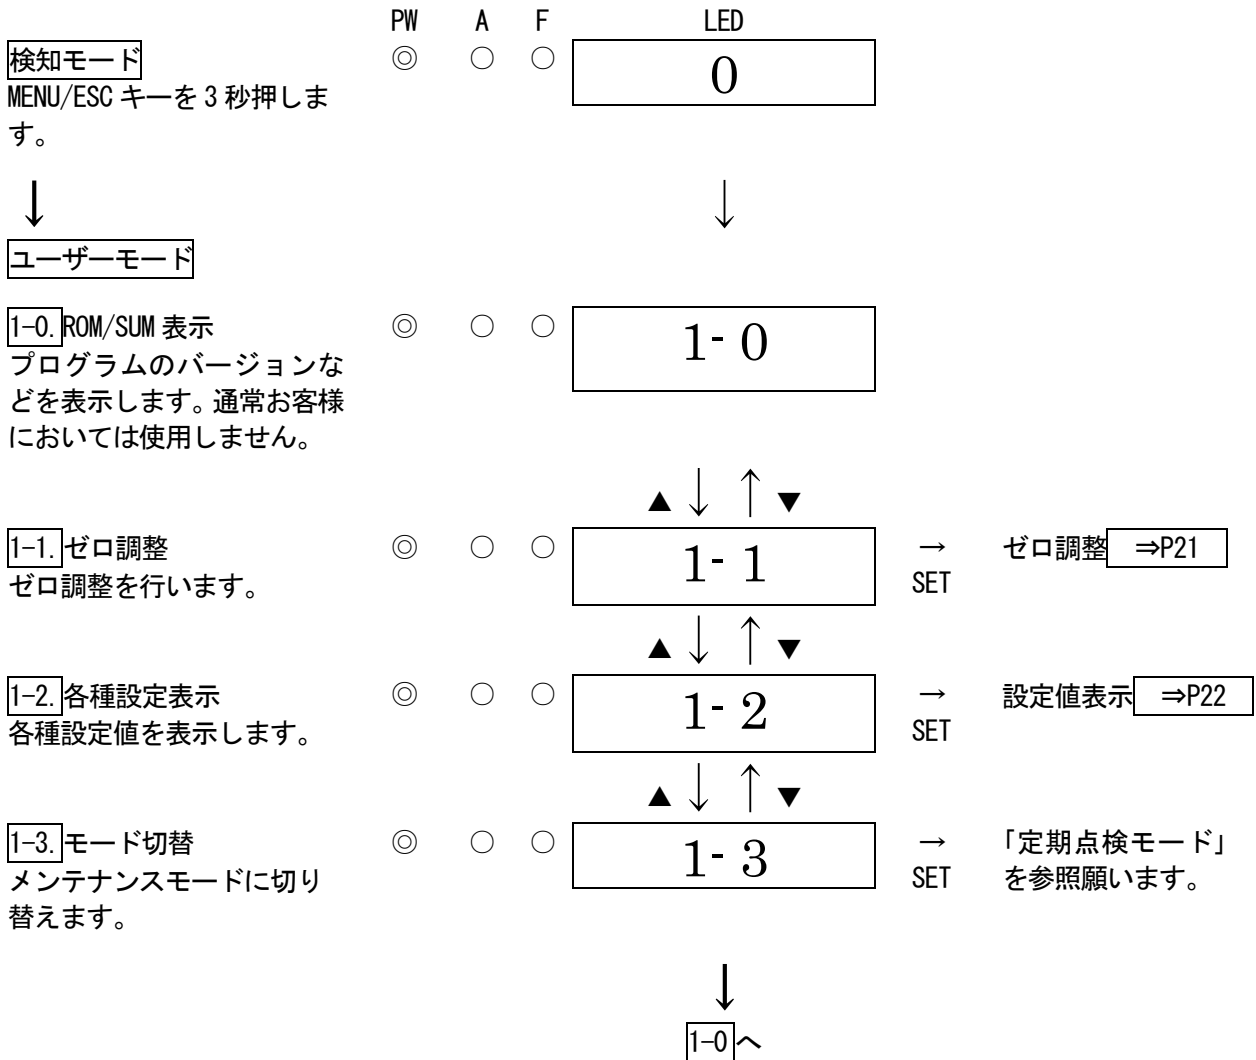 PW A F LED
検知モード ◎ ○ ○ 0
MENU/ESC キーを 3 秒押しま
す。
↓ ↓
ユーザーモード
1-0.ROM/SUM 表示 ◎ ○ ○ 1- 0
プログラムのバージョンな
どを表示します。通常お客様
においては使用しません。
▲ ↓ ↑ ▼
1-1.ゼロ調整 ◎ ○ ○ 1- 1 → ゼロ調整 ⇒P21
ゼロ調整を行います。 SET
▲ ↓ ↑ ▼
1-2.各種設定表示 ◎ ○ ○ 1- 2 → 設定値表示 ⇒P22
各種設定値を表示します。 SET
▲ ↓ ↑ ▼
1-3.モード切替 ◎ ○ ○ 1- 3 → 「定期点検モード」
メンテナンスモードに切り SET を参照願います。
替えます。
↓
1-0 へ